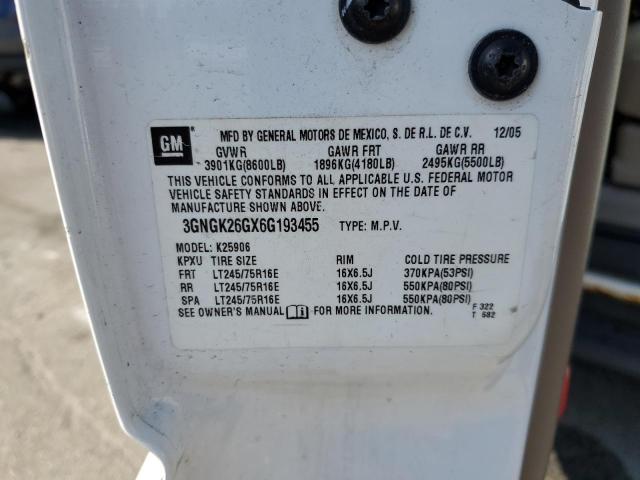 GM
MFD BY GENERAL MOTORS DE MEXICO, S. DE R.L. DE C.V. 12/05
GVWR GAWR FRT GAWR RR
3901KG(8600LB) 1896KG(4180LB) 2495KG(5500LB)
THIS VEHICLE CONFORMS TO ALL APPLICABLE U.S. FEDERAL MOTOR
VEHICLE SAFETY STANDARDS IN EFFECT ON THE DATE OF
MANUFACTURE SHOWN ABOVE.
3GNGK26GX6G193455 TYPE: M.P.V.
MODEL: K25906
KPXU TIRE SIZE RIM COLD TIRE PRESSURE
FRT LT245/75R16E 16X6.5J 370KPA(53PSI)
RR LT245/75R16E 16X6.5J 550KPA(80PSI)
SPA LT245/75R16E 16X6.5J 550KPA(80PSI)
SEE OWNER'S MANUAL FOR MORE INFORMATION.
F 322
T 582